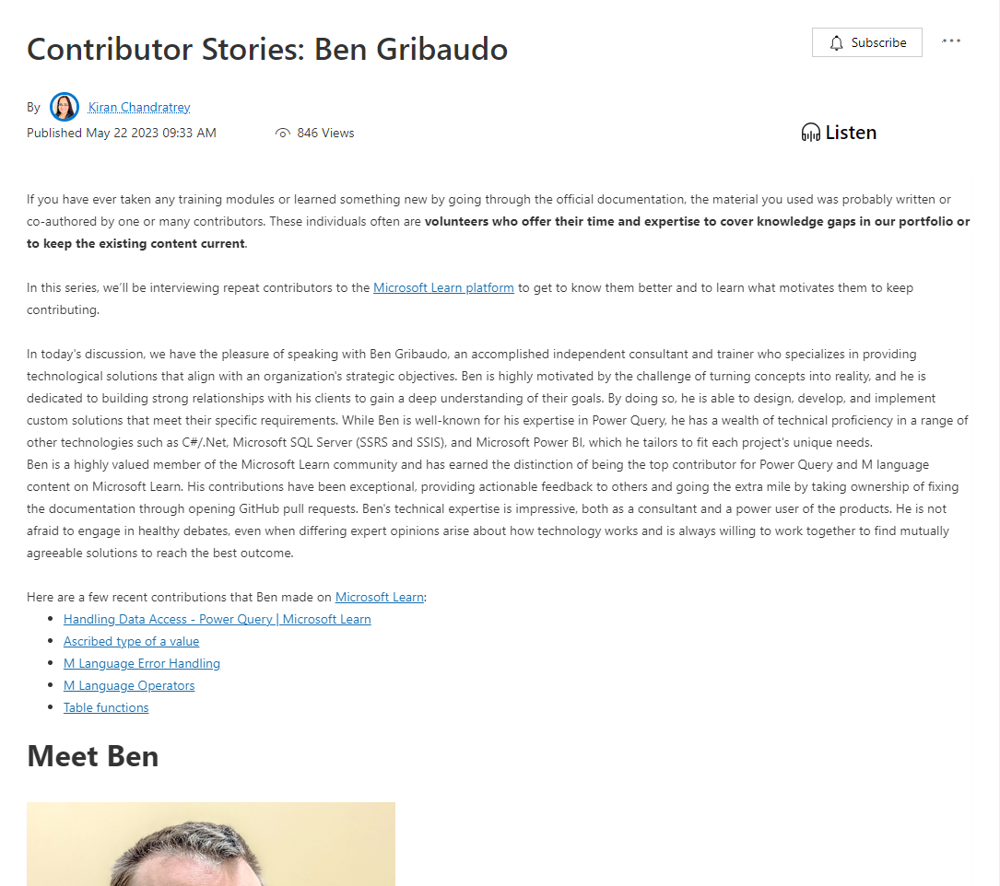 Contributor Stories: Ben Gribaudo
Subscribe
By Kiran Chandratrey
Published May 22 2023 09:33 AM 846 Views
Listen
If you have ever taken any training modules or learned something new by going through the official documentation, the material you used was probably written or
co-authored by one or many contributors. These individuals often are volunteers who offer their time and expertise to cover knowledge gaps in our portfolio or
to keep the existing content current.
In this series, we'll be interviewing repeat contributors to the Microsoft Learn platform to get to know them better and to learn what motivates them to keep
contributing.
In today's discussion, we have the pleasure of speaking with Ben Gribaudo, an accomplished independent consultant and trainer who specializes in providing
technological solutions that align with an organization's strategic objectives. Ben is highly motivated by the challenge of turning concepts into reality, and he is
dedicated to building strong relationships with his clients to gain a deep understanding of their goals. By doing so, he is able to design, develop, and implement
custom solutions that meet their specific requirements. While Ben is well-known for his expertise in Power Query, he has a wealth of technical proficiency in a range of
other technologies such as C#/.Net, Microsoft SQL Server (SSRS and SSIS), and Microsoft Power BI, which he tailors to fit each project's unique needs.
Ben is a highly valued member of the Microsoft Learn community and has earned the distinction of being the top contributor for Power Query and M language
content on Microsoft Learn. His contributions have been exceptional, providing actionable feedback to others and going the extra mile by taking ownership of fixing
the documentation through opening GitHub pull requests. Ben's technical expertise is impressive, both as a consultant and a power user of the products. He is not
afraid to engage in healthy debates, even when differing expert opinions arise about how technology works and is always willing to work together to find mutually
agreeable solutions to reach the best outcome.
Here are a few recent contributions that Ben made on Microsoft Learn:
• Handling Data Access - Power Query | Microsoft Learn
• Ascribed type of a value
• M Language Error Handling
• M Language Operators
• Table functions
Meet Ben